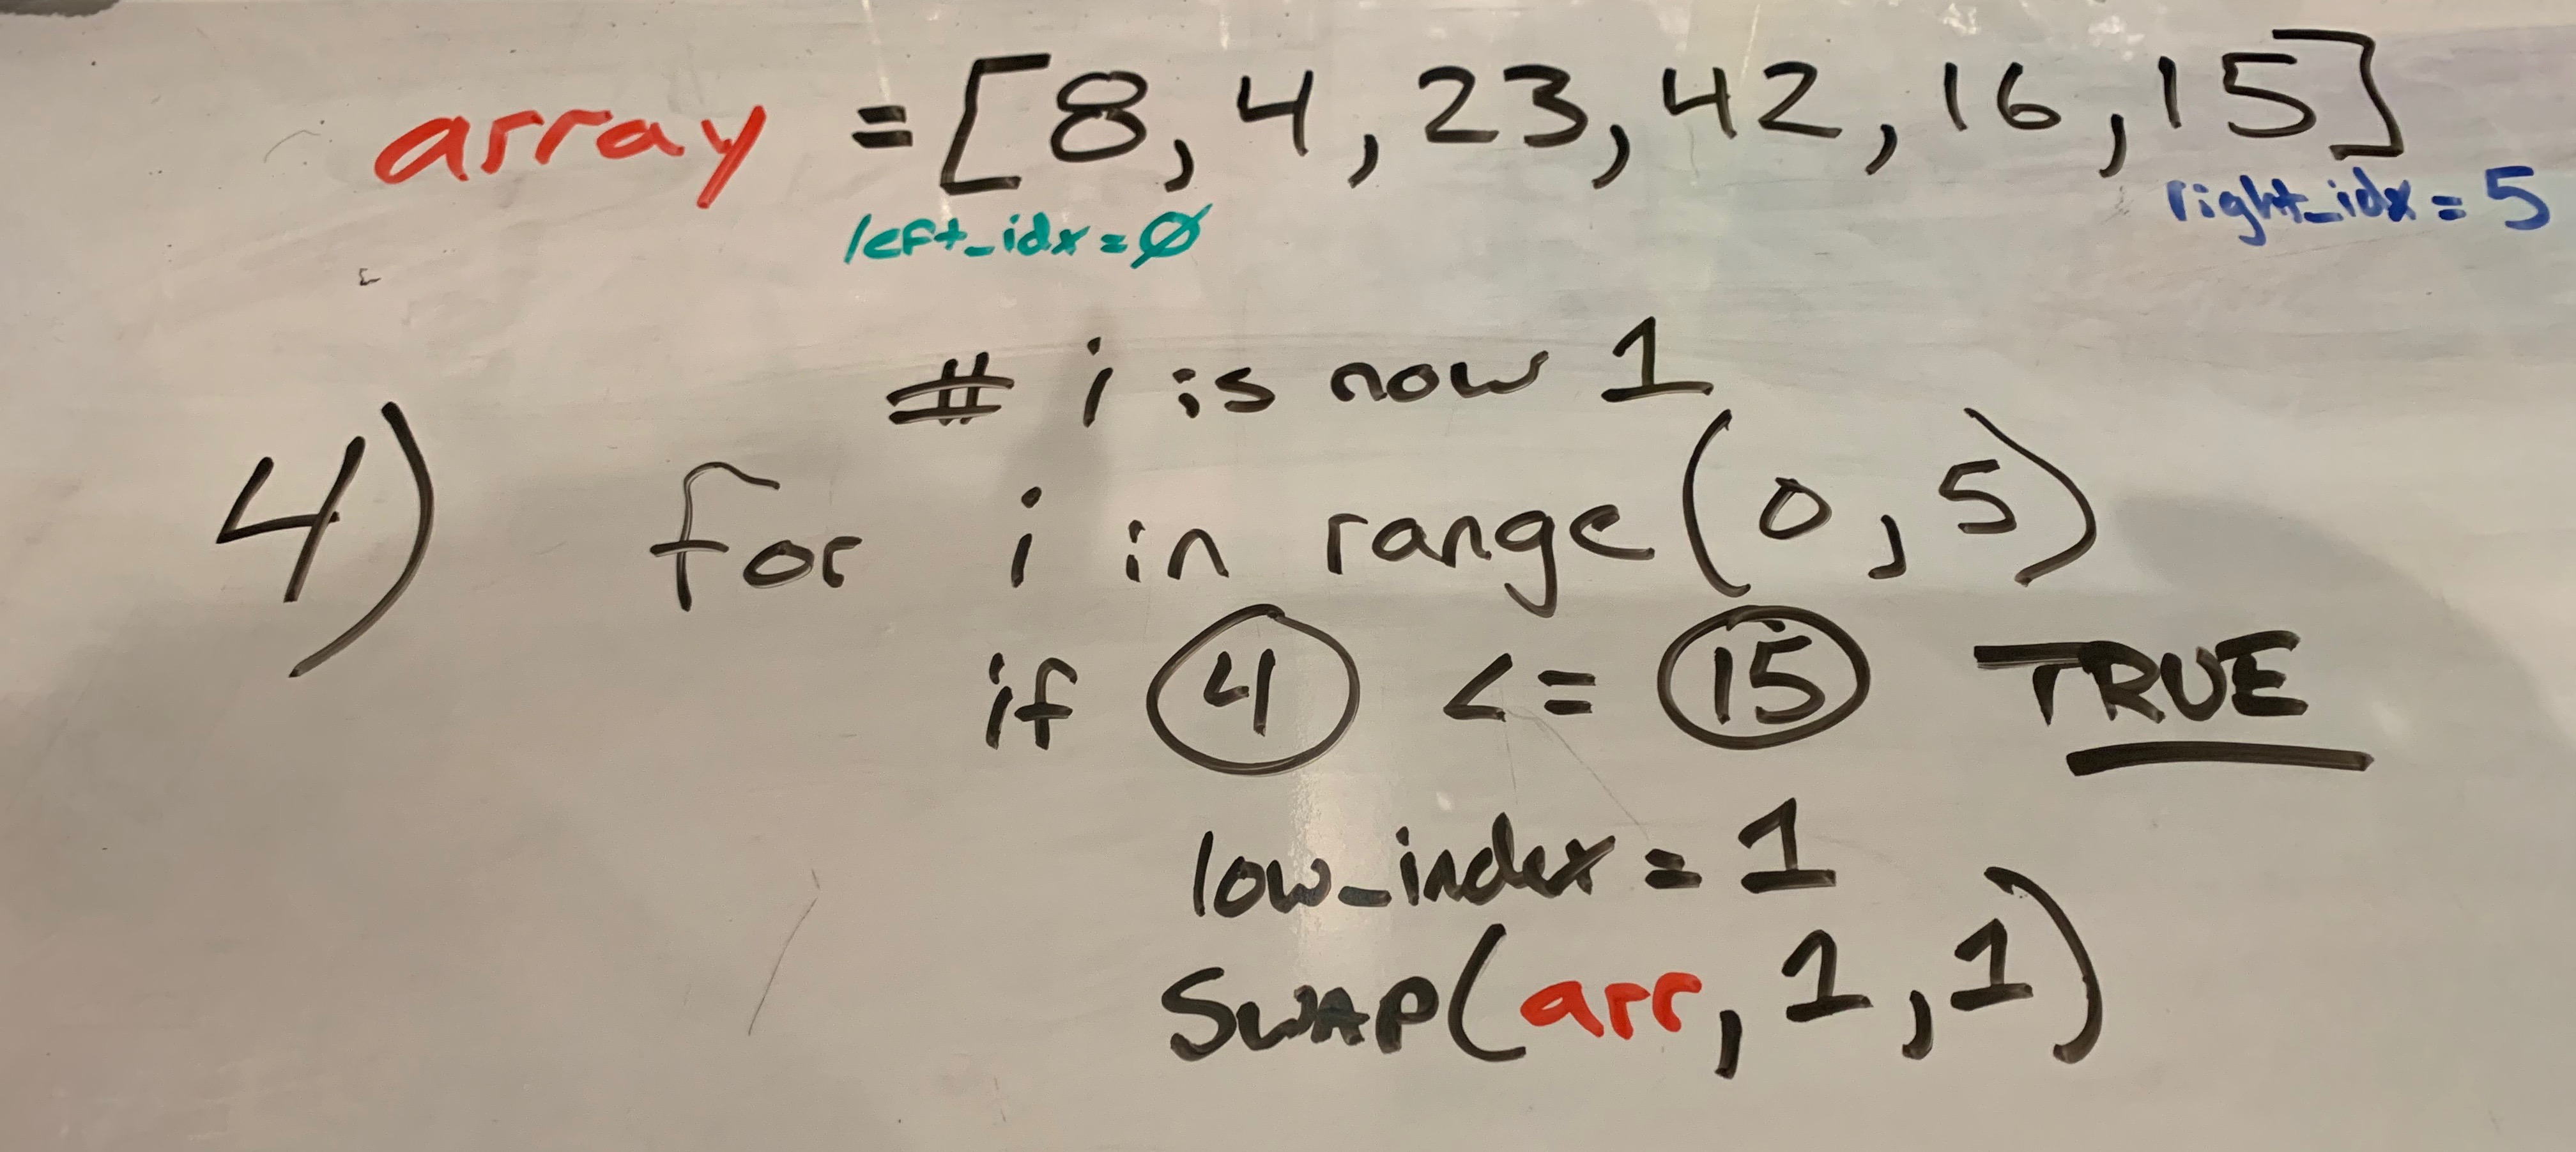 array = [8, 4, 23, 42, 16, 15]
left_idx = Ø right_idx = 5
# i is now 1
4) for i in range(0, 5)
if 4 <= 15 TRUE
low_index = 1
SWAP(arr, 1, 1)